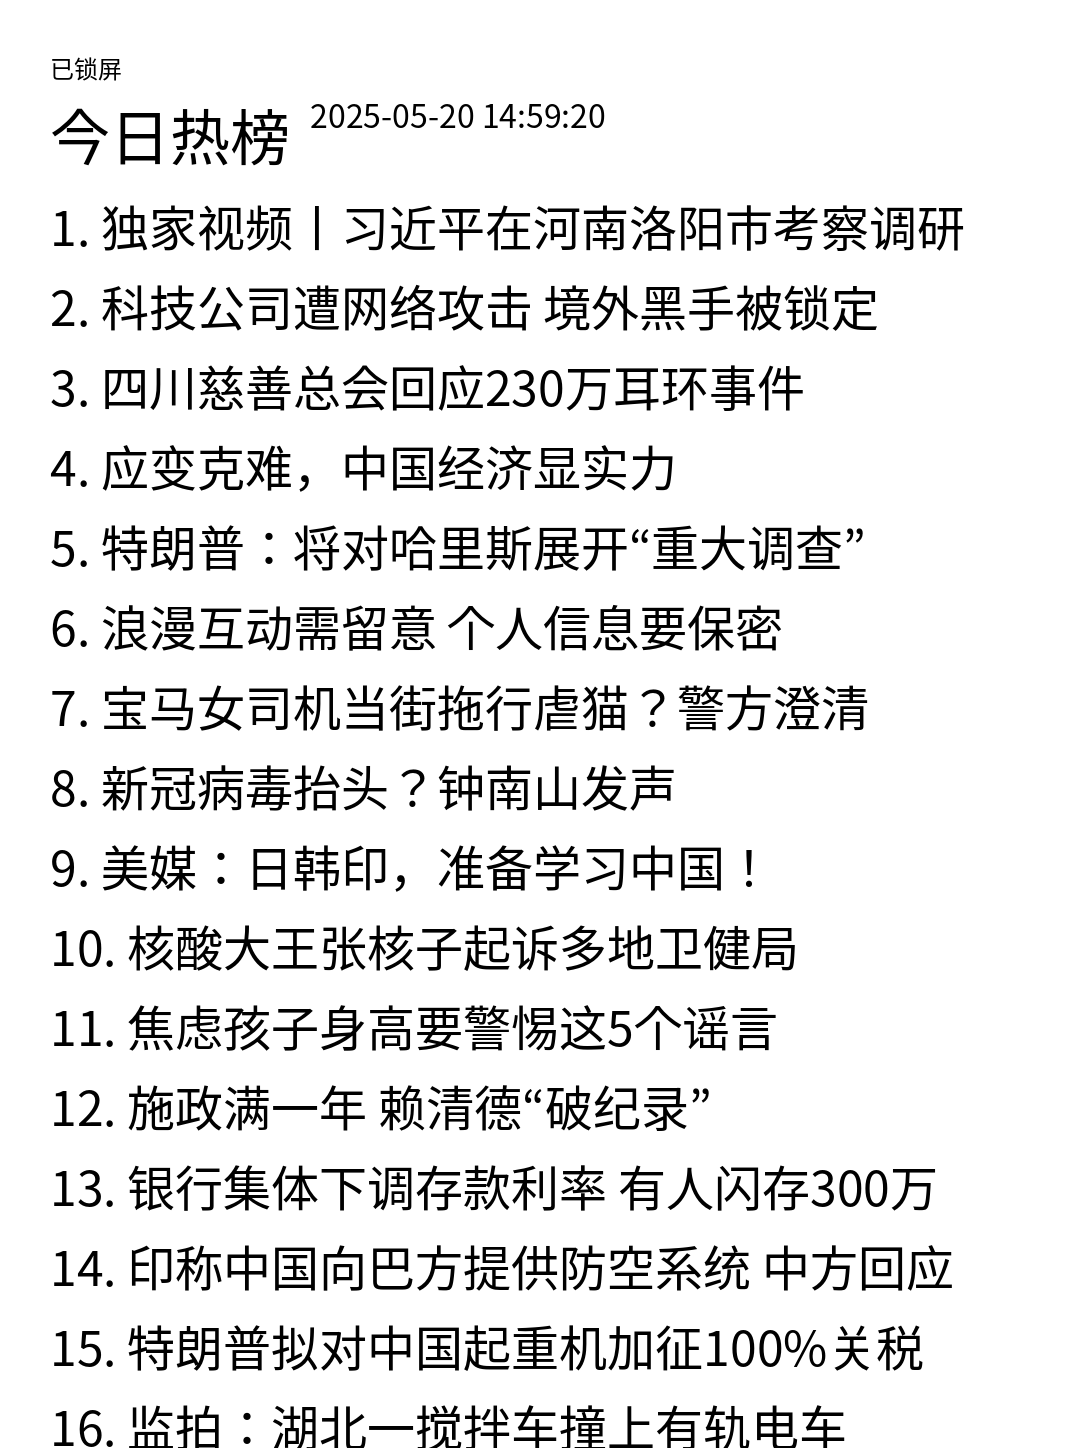 已锁屏
今日热榜 2025-05-20 14:59:20
1. 独家视频丨习近平在河南洛阳市考察调研
2. 科技公司遭网络攻击 境外黑手被锁定
3. 四川慈善总会回应230万耳环事件
4. 应变克难，中国经济显实力
5. 特朗普：将对哈里斯展开“重大调查”
6. 浪漫互动需留意 个人信息要保密
7. 宝马女司机当街拖行虐猫？警方澄清
8. 新冠病毒抬头？钟南山发声
9. 美媒：日韩印，准备学习中国！
10. 核酸大王张核子起诉多地卫健局
11. 焦虑孩子身高要警惕这5个谣言
12. 施政满一年 赖清德“破纪录”
13. 银行集体下调存款利率 有人闪存300万
14. 印称中国向巴方提供防空系统 中方回应
15. 特朗普拟对中国起重机加征100%关税
16. 监拍：湖北一搅拌车撞上有轨电车